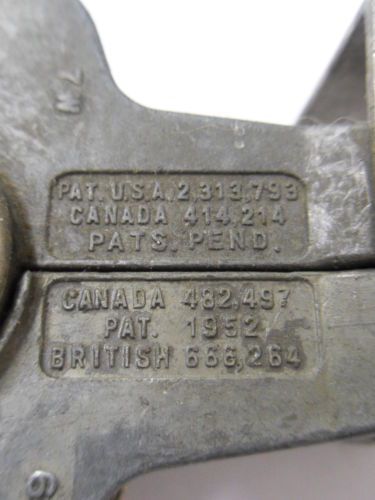 PAT. U.S.A. 2,313,793
CANADA 414,214
PATS. PEND.
CANADA 482,497
PAT. 1952
BRITISH 666,264